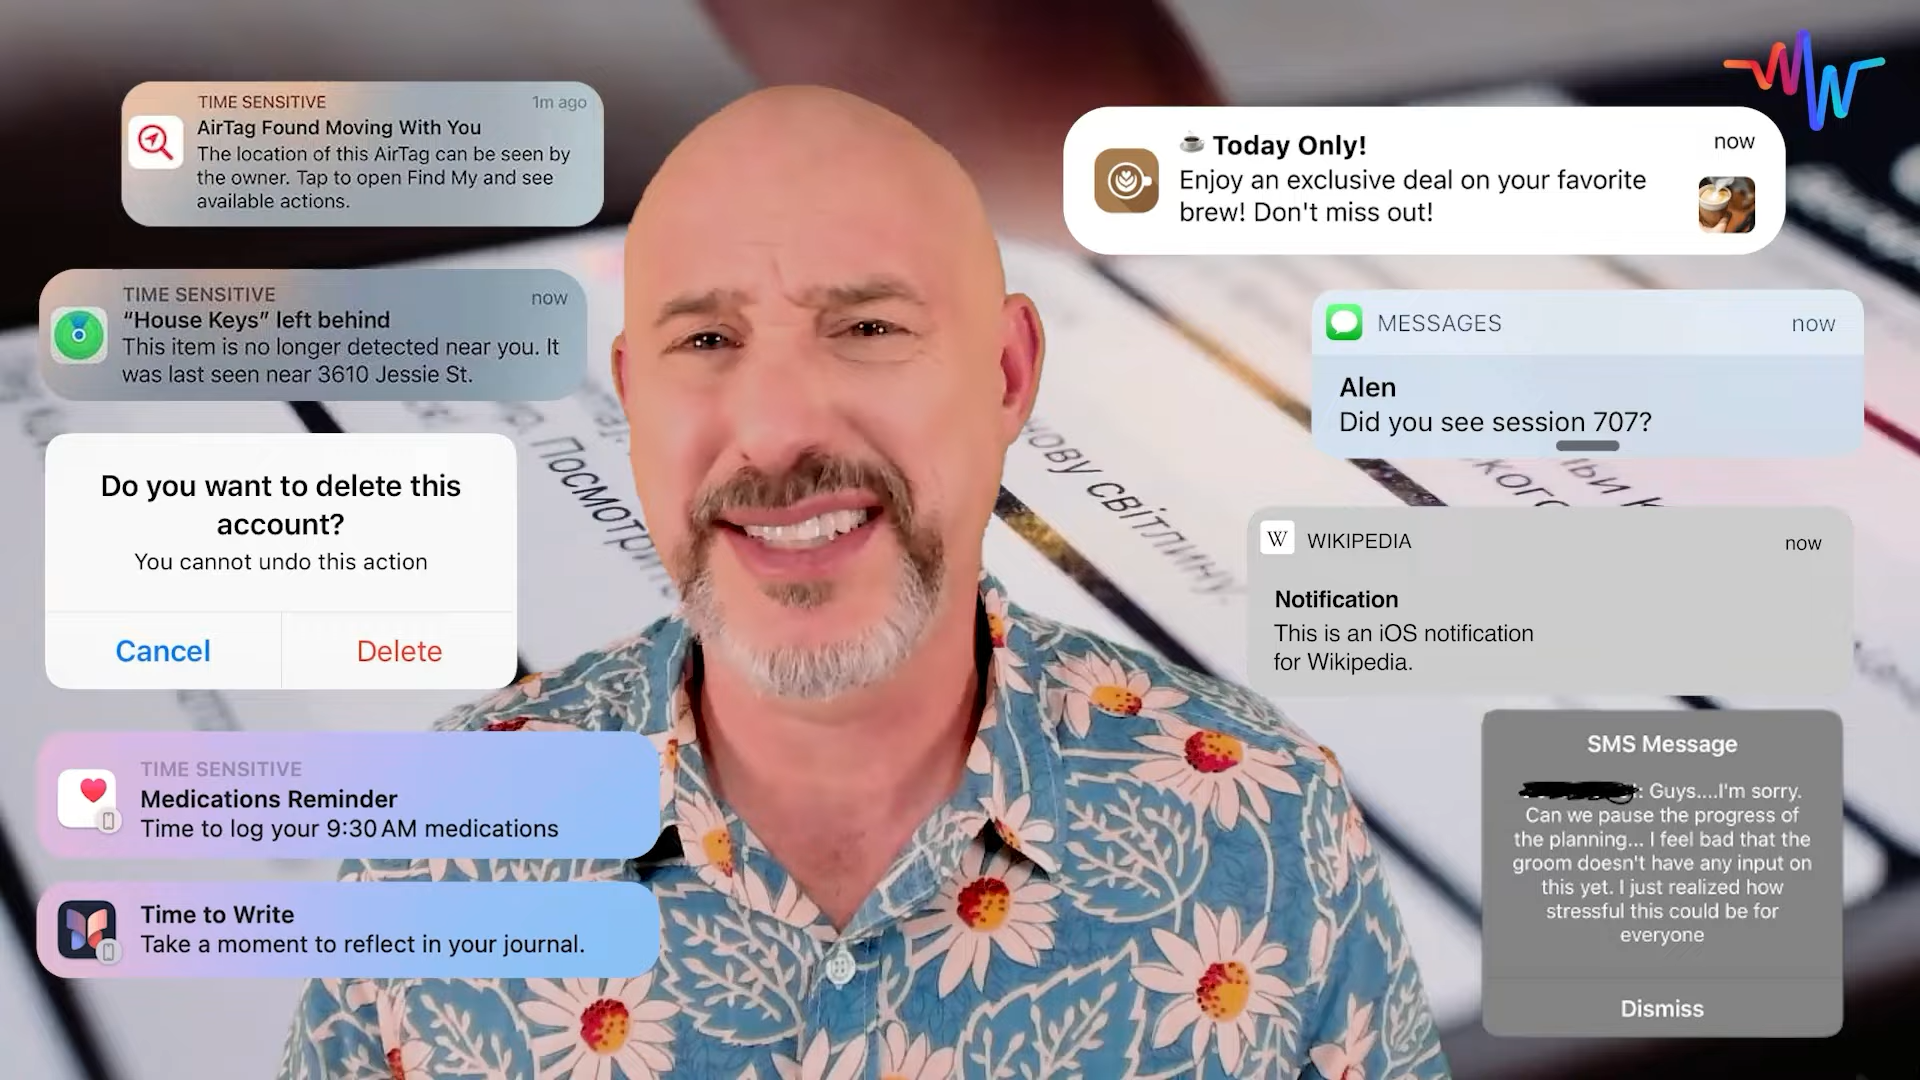 TIME SENSITIVE
1m ago
AirTag Found Moving With You
The location of this AirTag can be seen by
the owner. Tap to open Find My and see
available actions.
TIME SENSITIVE
now
“House Keys” left behind
This item is no longer detected near you. It
was last seen near 3610 Jessie St.
Do you want to delete this
account?
You cannot undo this action
Cancel
Delete
TIME SENSITIVE
Medications Reminder
Time to log your 9:30 AM medications
Time to Write
Take a moment to reflect in your journal.
☕ Today Only!
now
Enjoy an exclusive deal on your favorite
brew! Don't miss out!
MESSAGES
now
Alen
Did you see session 707?
W
WIKIPEDIA
now
Notification
This is an iOS notification
for Wikipedia.
SMS Message
: Guys....I'm sorry.
Can we pause the progress of
the planning... I feel bad that the
groom doesn't have any input on
this yet. I just realized how
stressful this could be for
everyone
Dismiss
світлину.